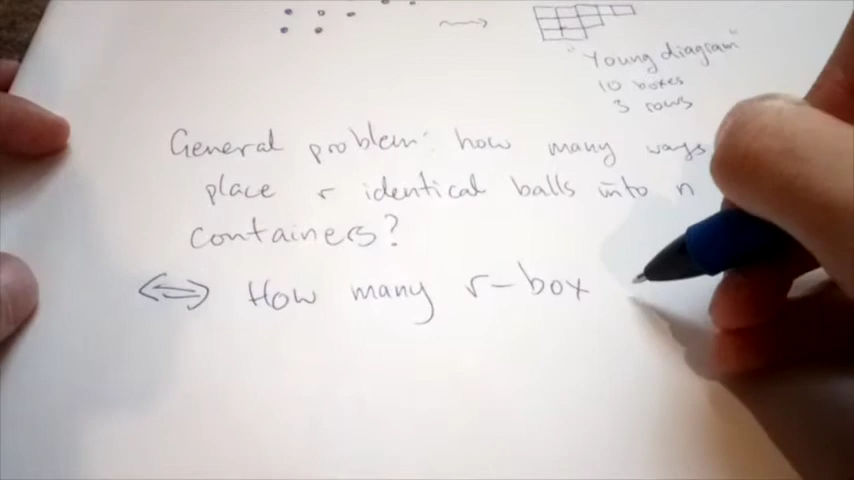 "Young diagram"
10 boxes
3 rows
General problem: how many ways
place r identical balls into n
containers?
⟺ How many r-box